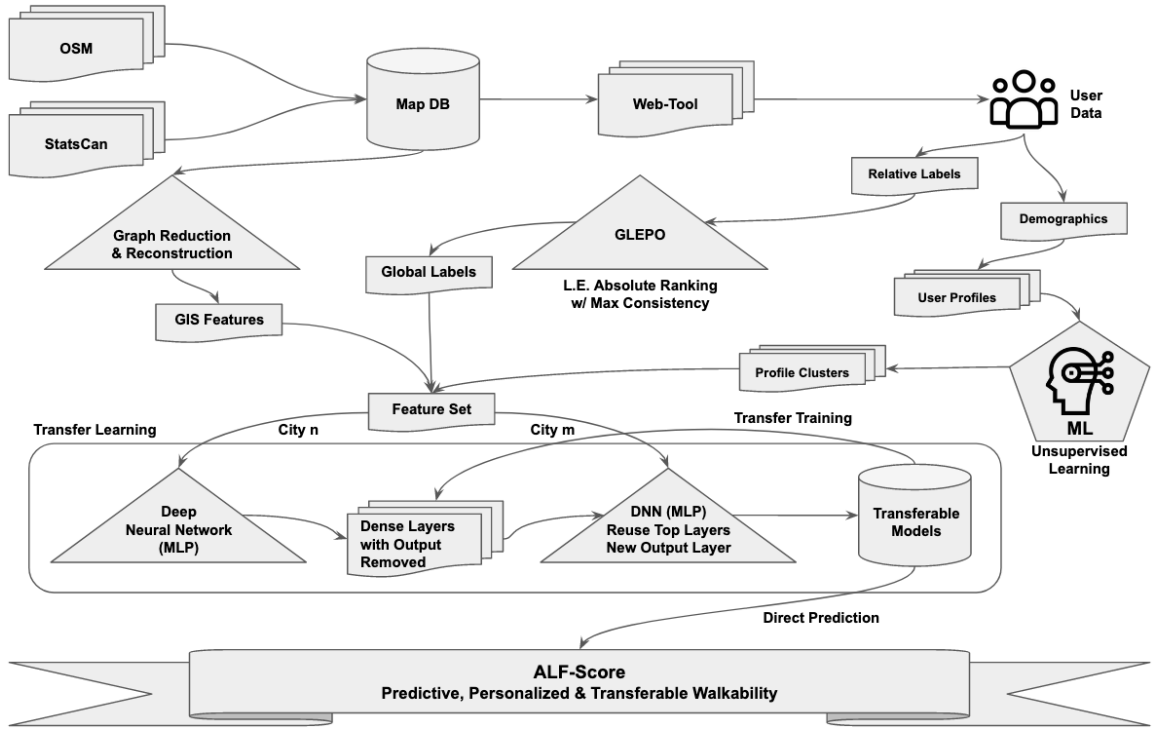 OSM
Map DB
Web-Tool
User
Data
StatsCan
Relative Labels
Demographics
Graph Reduction
& Reconstruction
GLEPO
Global Labels
L.E. Absolute Ranking
w/ Max Consistency
User Profiles
GIS Features
Profile Clusters
ML
Unsupervised
Learning
Feature Set
Transfer Learning
City n
City m
Transfer Training
Deep
Neural Network
(MLP)
Dense Layers
with Output
Removed
DNN (MLP)
Reuse Top Layers
New Output Layer
Transferable
Models
Direct Prediction
ALF-Score
Predictive, Personalized & Transferable Walkability